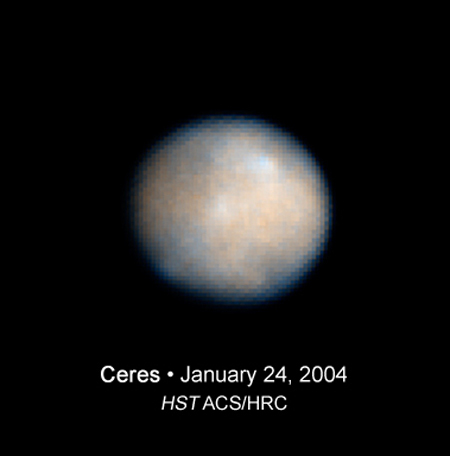 Ceres • January 24, 2004
HST ACS/HRC